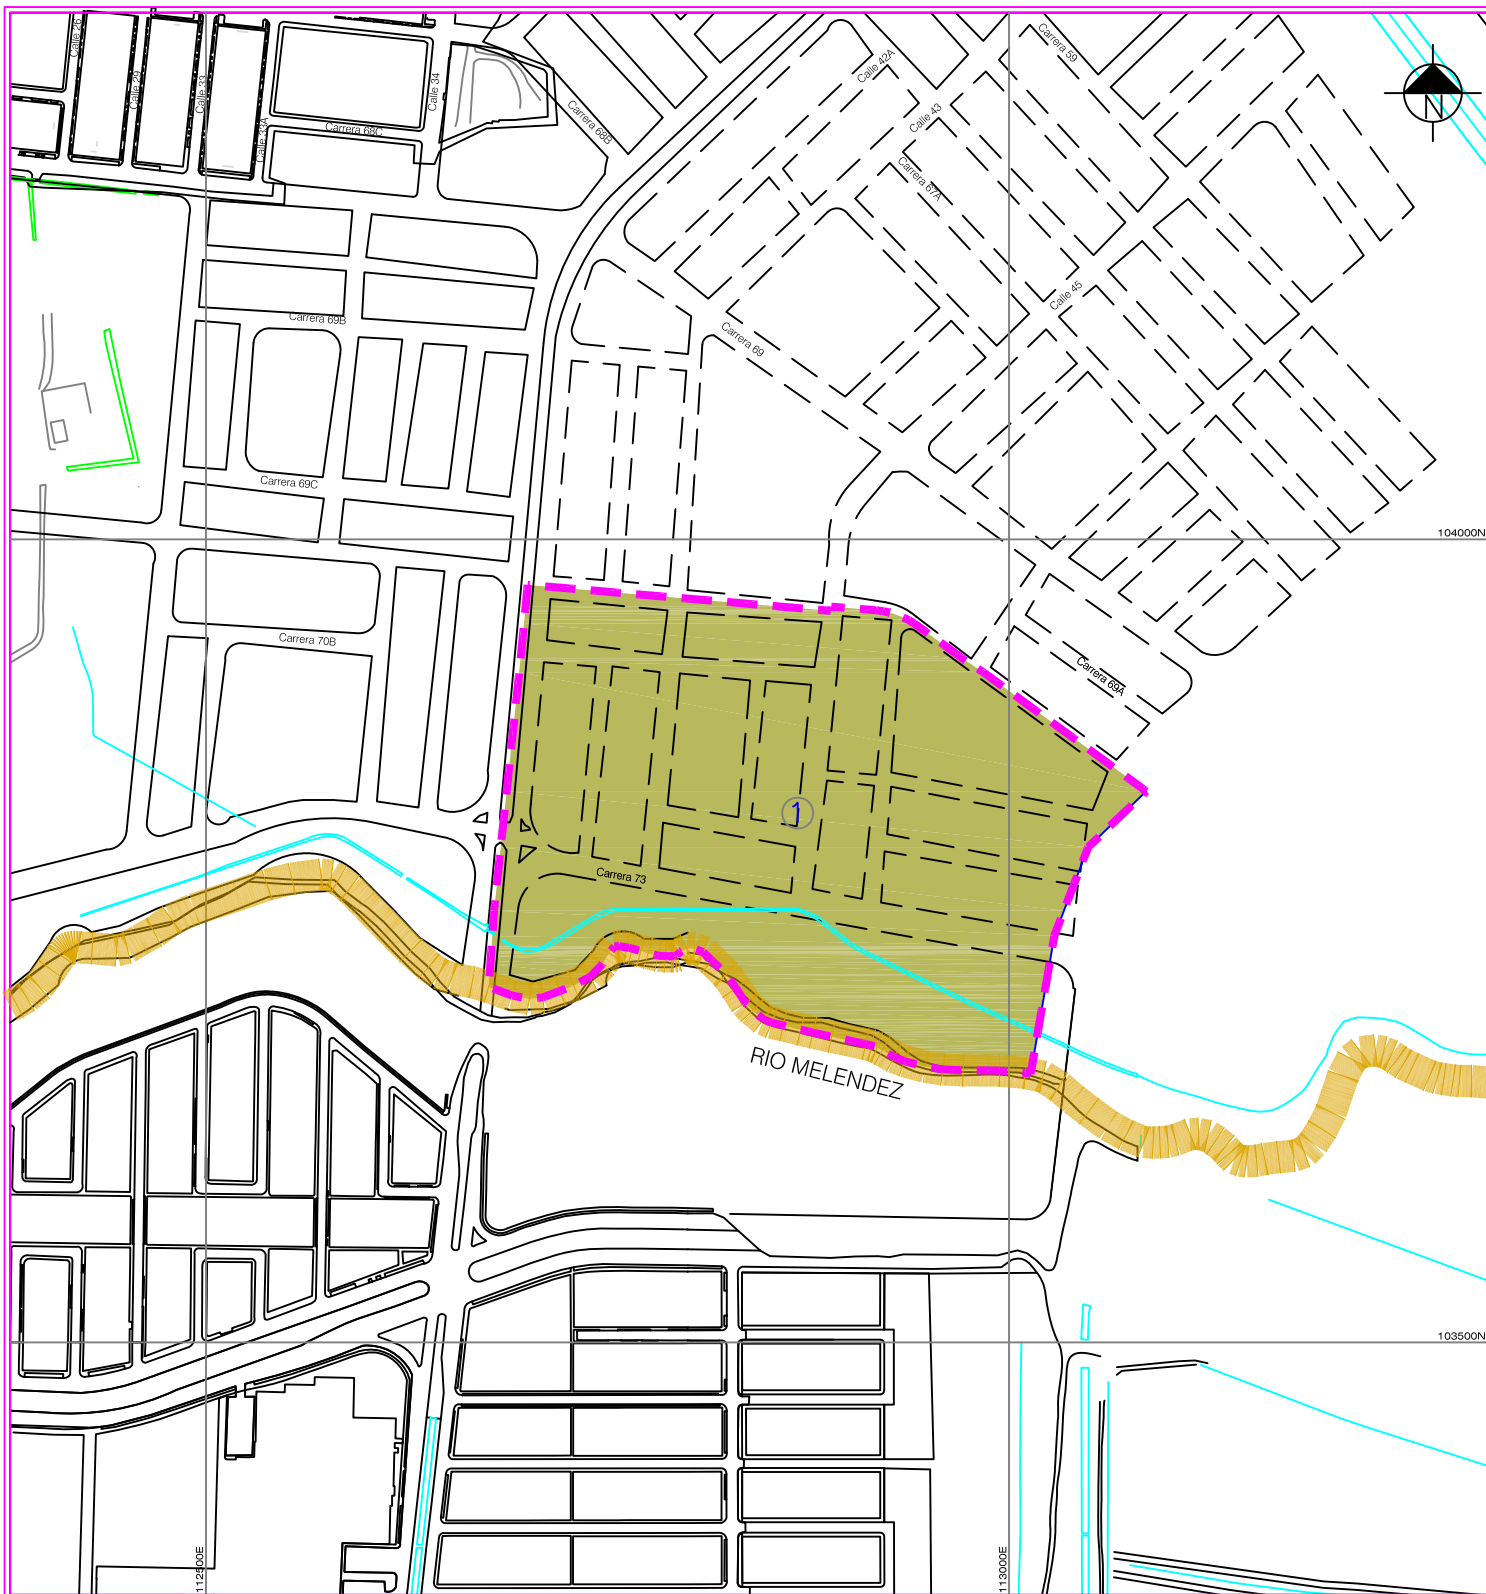 Calle 26
Calle 29
Calle 33
Calle 33A
Calle 34
Carrera 68C
Carrera 68B
Calle 42A
Calle 43
Carrera 59
Carrera 67A
Calle 45
N
Carrera 69B
Carrera 69
Carrera 69C
104000N
Carrera 70B
Carrera 69A
1
Carrera 73
RIO MELENDEZ
103500N
112500E
113000E